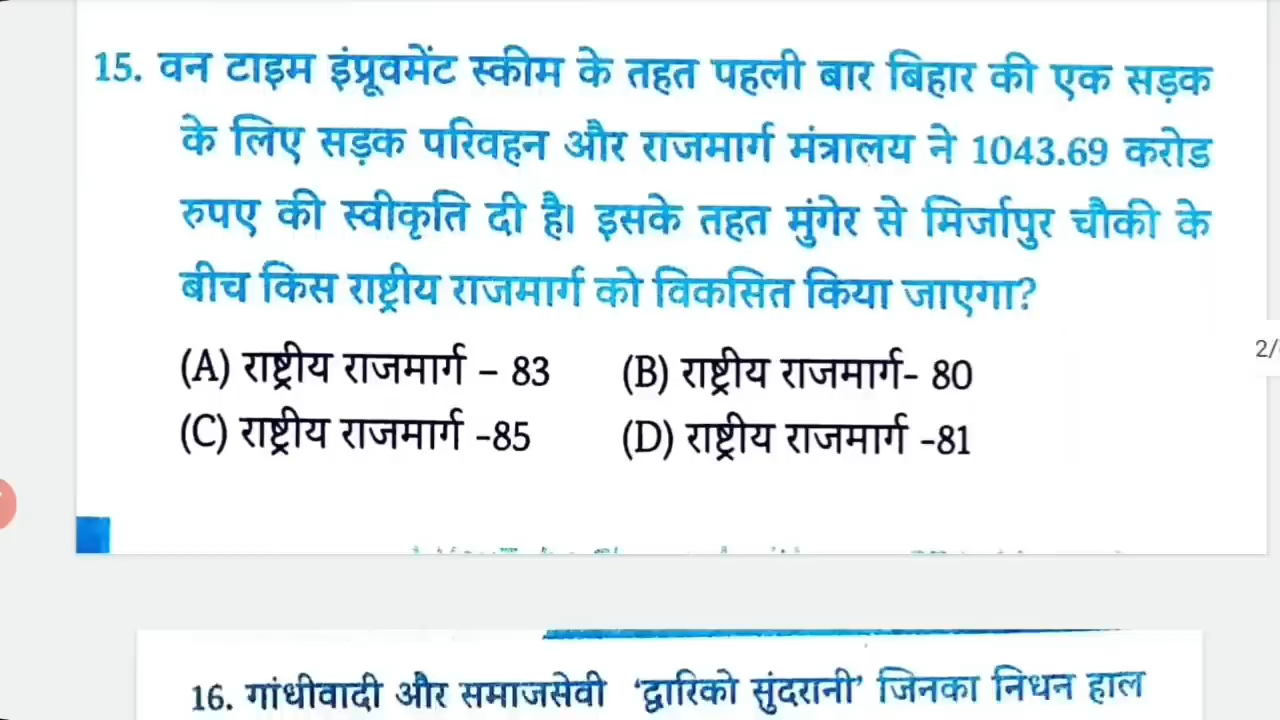 15. वन टाइम इंप्रूवमेंट स्कीम के तहत पहली बार बिहार की एक सड़क
के लिए सड़क परिवहन और राजमार्ग मंत्रालय ने 1043.69 करोड
रुपए की स्वीकृति दी है। इसके तहत मुंगेर से मिर्जापुर चौकी के
बीच किस राष्ट्रीय राजमार्ग को विकसित किया जाएगा?
(A) राष्ट्रीय राजमार्ग – 83 (B) राष्ट्रीय राजमार्ग- 80
(C) राष्ट्रीय राजमार्ग -85 (D) राष्ट्रीय राजमार्ग -81
2/
16. गांधीवादी और समाजसेवी ‘द्वारिको सुंदरानी’ जिनका निधन हाल